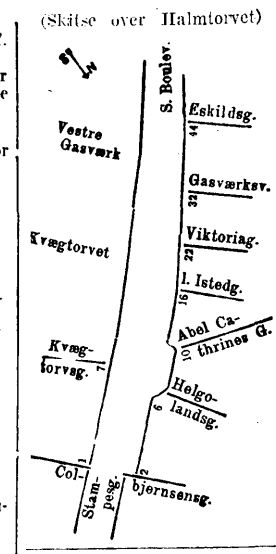 (Skitse over Halmtorvet)
S. Boulev.
Eskildsg.
44
Vestre
Gasværk
Gasværksv.
32
Kvægtorvet
Viktoriag.
22
l. Istedg.
16
Abel Ca-
thrines G.
10
Kvæg-
torvsg.
7
Helgo-
landsg.
6
1
2
Col-
bjørnsensg.
Stam-
pesg.